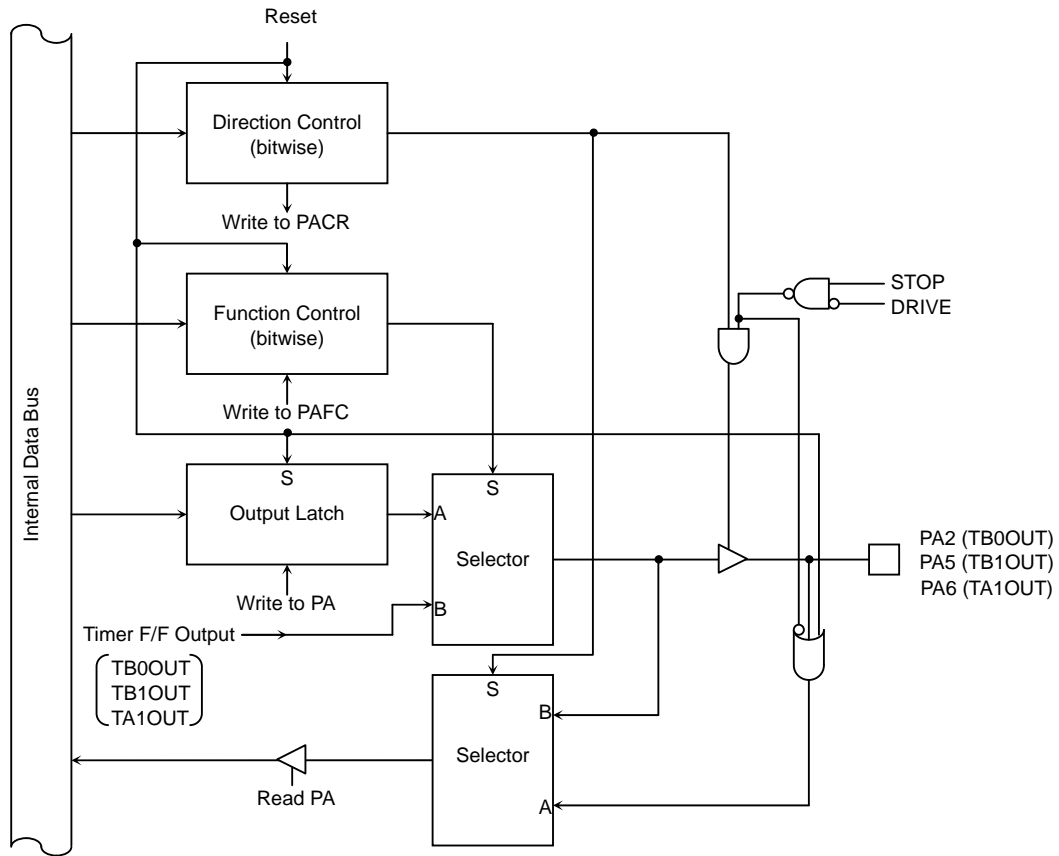 Reset
Direction Control
(bitwise)
Write to PACR
STOP
DRIVE
Function Control
(bitwise)
Write to PAFC
Internal Data Bus
S
Output Latch
Write to PA
S
A
Selector
B
Timer F/F Output
TB0OUT
TB1OUT
TA1OUT
PA2 (TB0OUT)
PA5 (TB1OUT)
PA6 (TA1OUT)
S
B
Selector
A
Read PA